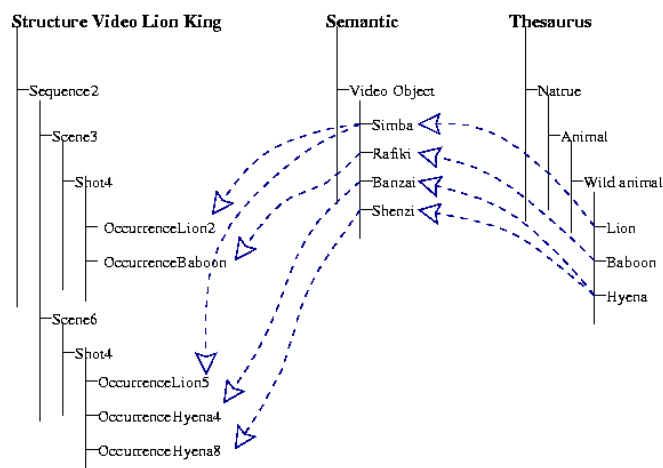 Structure Video Lion King
Sequence2
Scene3
Shot4
OccurrenceLion2
OccurrenceBaboon
Scene6
Shot4
OccurrenceLion5
OccurrenceHyena4
OccurrenceHyena8
Semantic
Video Object
Simba
Rafiki
Banzai
Shenzi
Thesaurus
Natrue
Animal
Wild animal
Lion
Baboon
Hyena